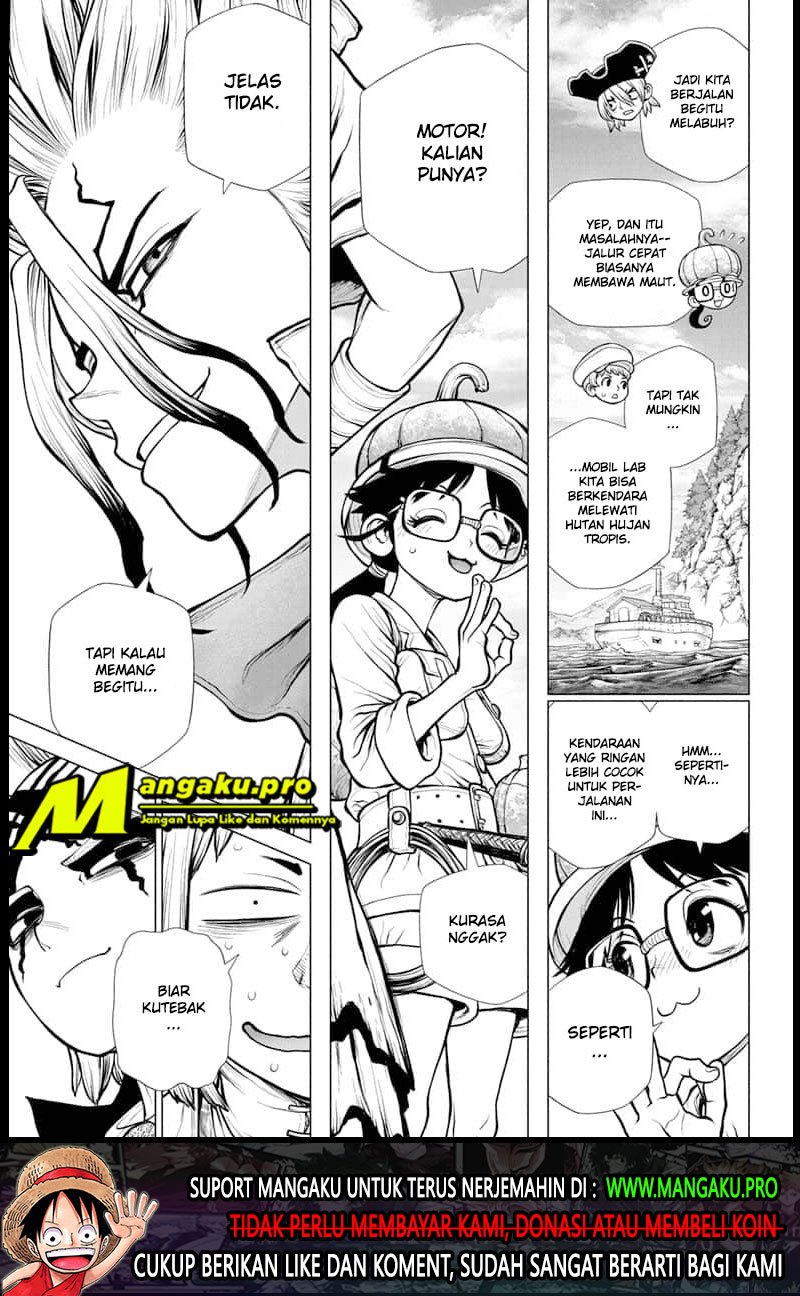 JADI KITA
BERJALAN
BEGITU
MELABUH?
YEP, DAN ITU
MASALAHNYA--
JALUR CEPAT
BIASANYA
MEMBAWA MAUT.
TAPI TAK
MUNGKIN
...
...MOBIL LAB
KITA BISA
BERKENDARA
MELEWATI
HUTAN HUJAN
TROPIS.
HMM...
SEPERTI-
NYA...
KENDARAAN
YANG RINGAN
LEBIH COCOK
UNTUK PER-
JALANAN
INI...
SEPERTI
...
MOTOR!
KALIAN
PUNYA?
KURASA
NGGAK?
JELAS
TIDAK.
TAPI KALAU
MEMANG
BEGITU...
BIAR
KUTEBAK
...
Mangaku.pro
Jangan Lupa Like dan Komennya
SUPORT MANGAKU UNTUK TERUS NERJEMAHIN DI : WWW.MANGAKU.PRO
TIDAK PERLU MEMBAYAR KAMI, DONASI ATAU MEMBELI KOIN
CUKUP BERIKAN LIKE DAN KOMENT, SUDAH SANGAT BERARTI BAGI KAMI